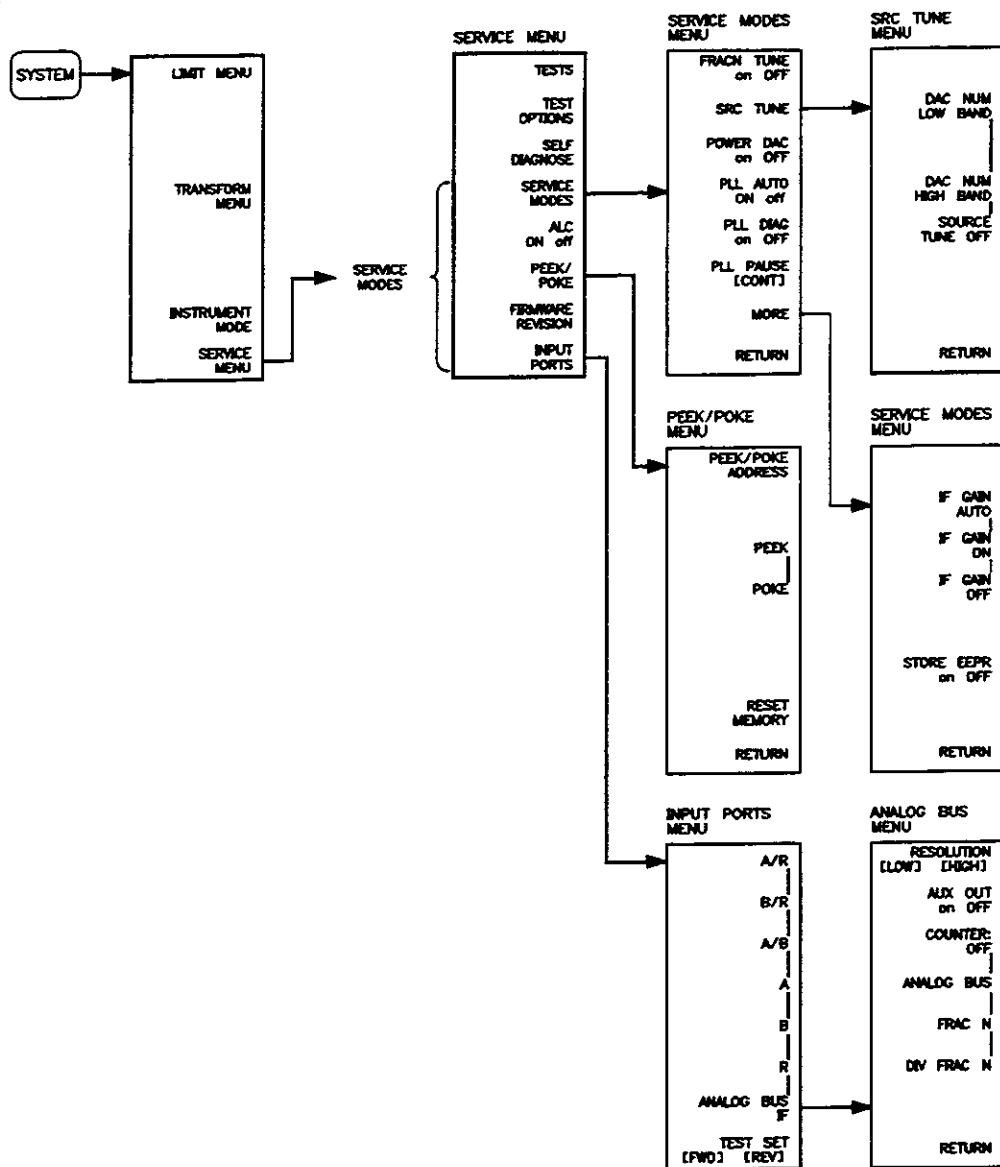 SYSTEM
LIMIT MENU
TRANSFORM
MENU
INSTRUMENT
MODE
SERVICE
MENU
SERVICE
MODES
SERVICE MENU
TESTS
TEST
OPTIONS
SELF
DIAGNOSE
SERVICE
MODES
ALC
ON off
PEEK/
POKE
FIRMWARE
REVISION
INPUT
PORTS
SERVICE MODES
MENU
FRACN TUNE
on OFF
SRC TUNE
POWER DAC
on OFF
PLL AUTO
ON off
PLL DIAG
on OFF
PLL PAUSE
[CONT]
MORE
RETURN
SRC TUNE
MENU
DAC NUM
LOW BAND
DAC NUM
HIGH BAND
SOURCE
TUNE OFF
RETURN
PEEK/POKE
MENU
PEEK/POKE
ADDRESS
PEEK
POKE
RESET
MEMORY
RETURN
SERVICE MODES
MENU
IF GAIN
AUTO
IF GAIN
ON
IF GAIN
OFF
STORE EEPR
on OFF
RETURN
INPUT PORTS
MENU
A/R
B/R
A/B
A
B
R
ANALOG BUS
IF
TEST SET
[FWD] [REV]
ANALOG BUS
MENU
RESOLUTION
[LOW] [HIGH]
AUX OUT
on OFF
COUNTER:
OFF
ANALOG BUS
FRAC N
DIV FRAC N
RETURN